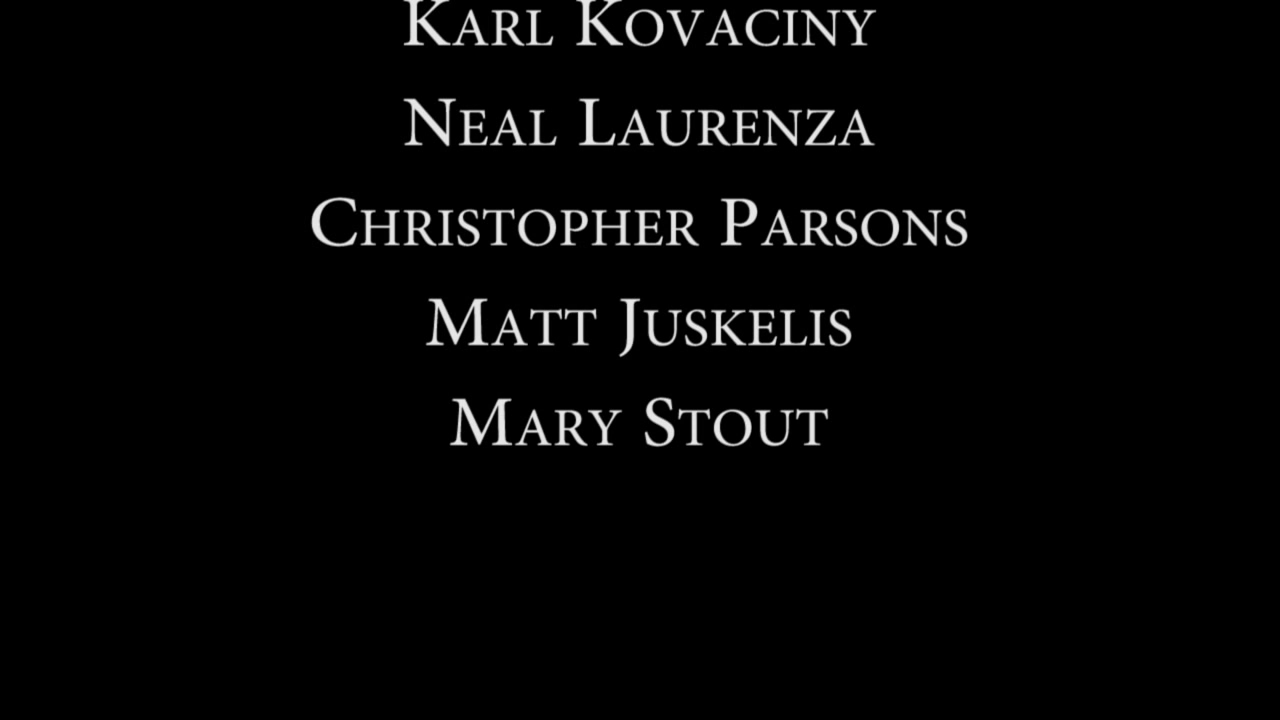 Karl Kovaciny
Neal Laurenza
Christopher Parsons
Matt Juskelis
Mary Stout